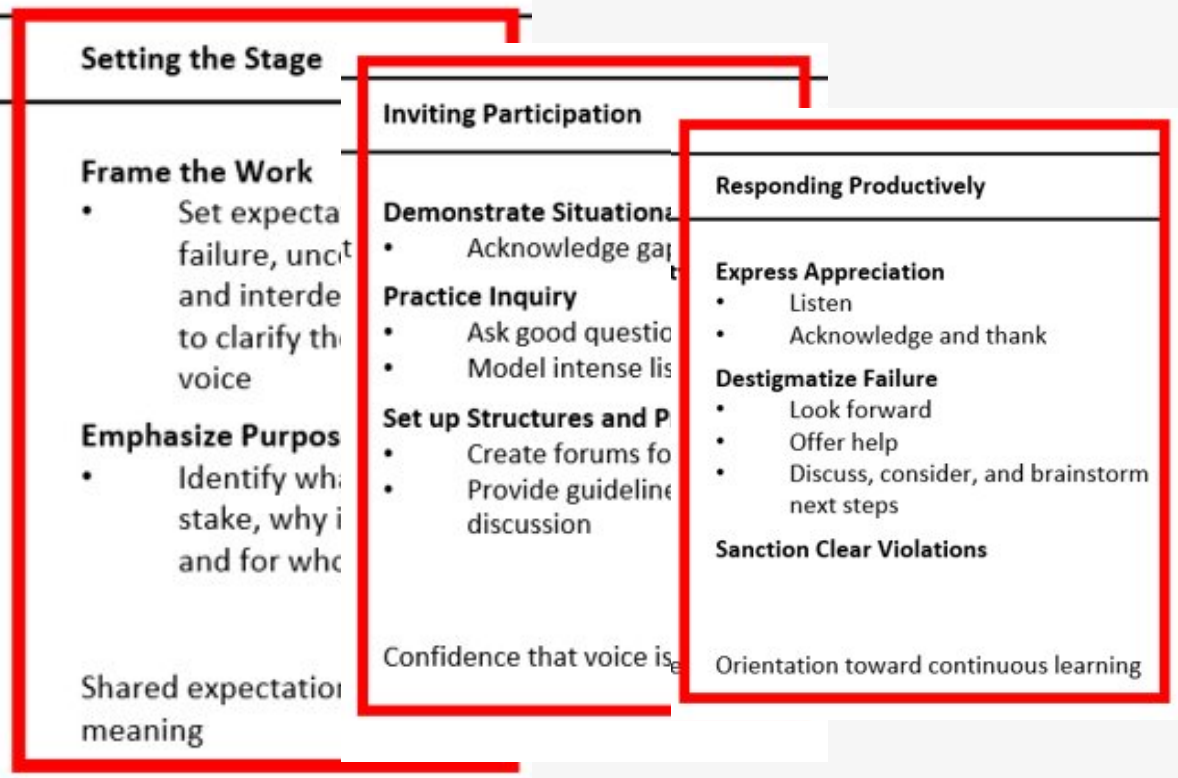 Setting the Stage
Frame the Work
• Set expecta
failure, unc
and interde
to clarify th
voice
Emphasize Purpos
• Identify wh
stake, why i
and for who
Shared expectation
meaning
t
Inviting Participation
Demonstrate Situationa
• Acknowledge gap
Practice Inquiry
• Ask good questio
• Model intense lis
Set up Structures and P
• Create forums fo
• Provide guideline
discussion
Confidence that voice is
Responding Productively
Express Appreciation
• Listen
• Acknowledge and thank
Destigmatize Failure
• Look forward
• Offer help
• Discuss, consider, and brainstorm
next steps
Sanction Clear Violations
Orientation toward continuous learning